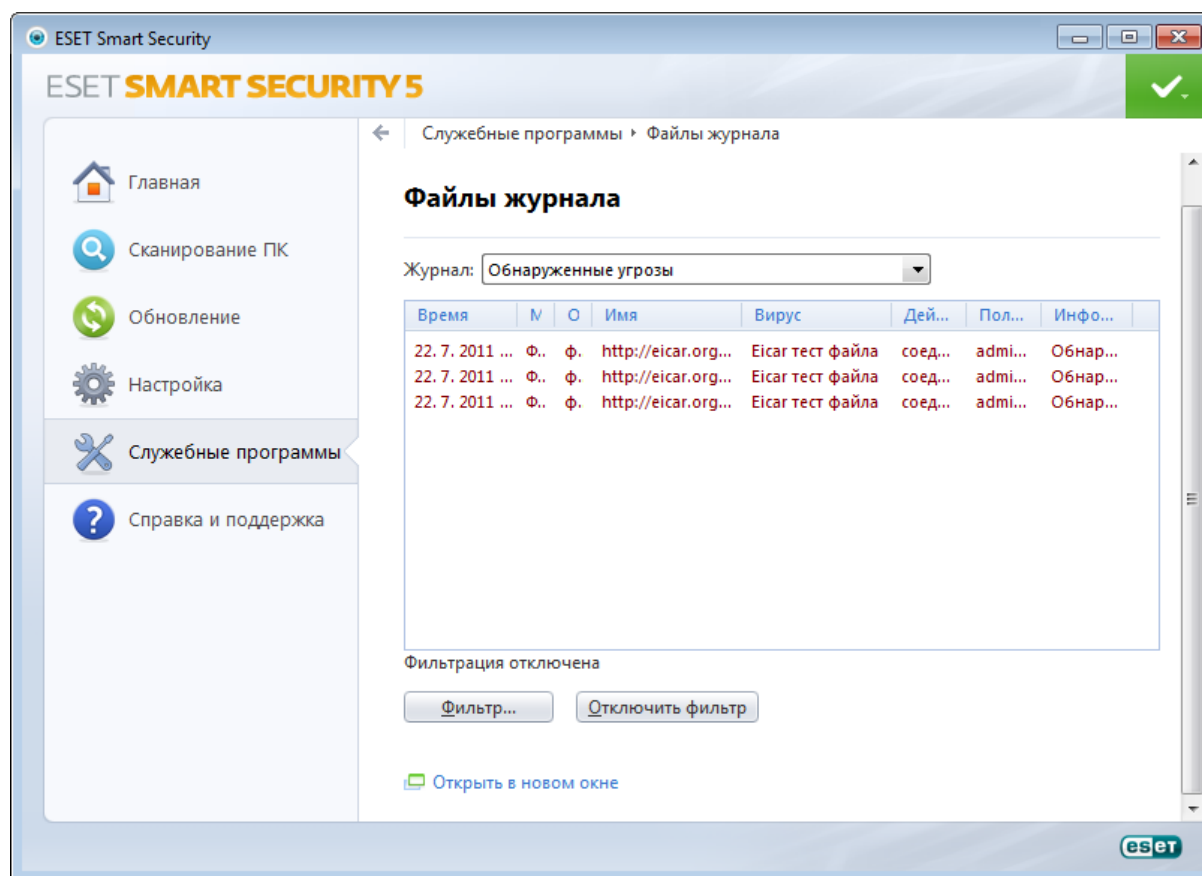 ESET Smart Security
ESET SMART SECURITY 5
Служебные программы Файлы журнала
Главная
Сканирование ПК
Обновление
Настройка
Служебные программы
Справка и поддержка
Файлы журнала
Журнал: Обнаруженные угрозы
Время М О Имя Вирус Дей... Пол... Инфо...
22. 7. 2011 ... Ф.. ф. http://eicar.org... Eicar тест файла соед... admi... Обнар...
22. 7. 2011 ... Ф.. ф. http://eicar.org... Eicar тест файла соед... admi... Обнар...
22. 7. 2011 ... Ф.. ф. http://eicar.org... Eicar тест файла соед... admi... Обнар...
Фильтрация отключена
Фильтр... Отключить фильтр
Открыть в новом окне
eset